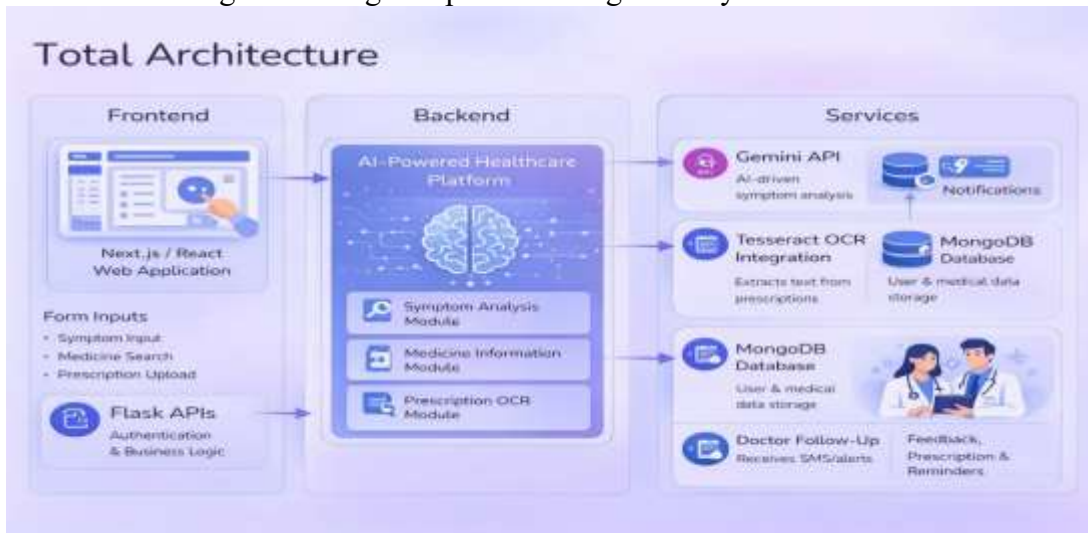 Total Architecture
Frontend
Next.js / React
Web Application
Form Inputs
• Symptom Input
• Medicine Search
• Prescription Upload
Flask APIs
Authentication
& Business Logic
Backend
AI-Powered Healthcare
Platform
Symptom Analysis
Module
Medicine Information
Module
Prescription OCR
Module
Services
Gemini API
AI-driven
symptom analysis
Notifications
Tesseract OCR
Integration
Extracts text from
prescriptions
MongoDB
Database
User & medical data
storage
MongoDB
Database
User & medical
data storage
Doctor Follow-Up
Receives SMS/alerts
Feedback,
Prescription &
Reminders